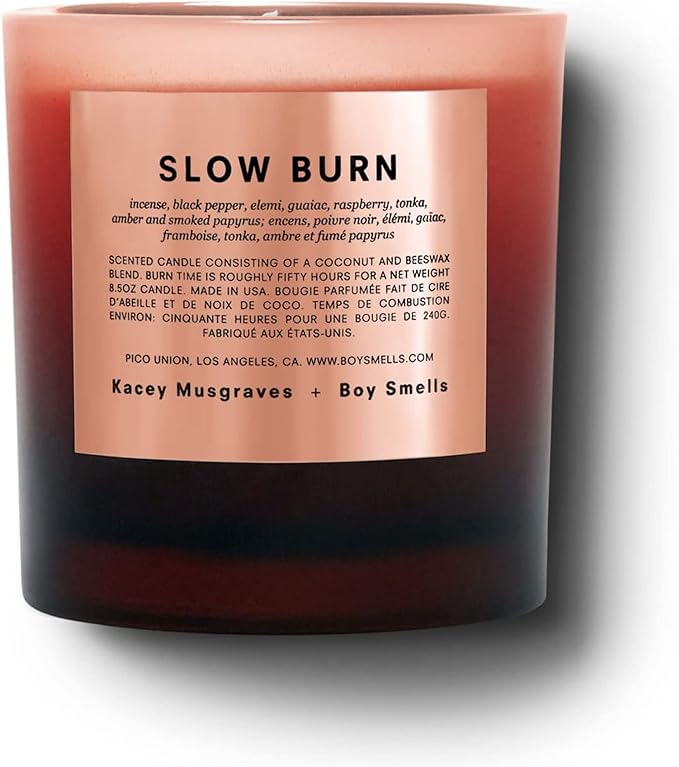 SLOW BURN
incense, black pepper, elemi, guaiac, raspberry, tonka,
amber and smoked papyrus; encens, poivre noir, élémi, gaïac,
framboise, tonka, ambre et fumé papyrus
SCENTED CANDLE CONSISTING OF A COCONUT AND BEESWAX
BLEND. BURN TIME IS ROUGHLY FIFTY HOURS FOR A NET WEIGHT
8.5OZ CANDLE. MADE IN USA. BOUGIE PARFUMÉE FAIT DE CIRE
D'ABEILLE ET DE NOIX DE COCO. TEMPS DE COMBUSTION
ENVIRON: CINQUANTE HEURES POUR UNE BOUGIE DE 240G.
FABRIQUÉ AUX ÉTATS-UNIS.
PICO UNION, LOS ANGELES, CA. WWW.BOYSMELLS.COM
Kacey Musgraves + Boy Smells